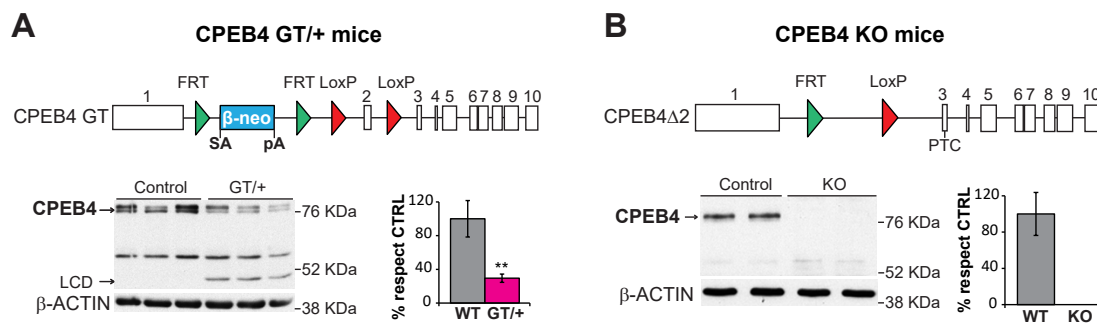 A
CPEB4 GT/+ mice
FRT FRT LoxP LoxP
1 2 3 4 5 6 7 8 9 10
CPEB4 GT β-neo
SA pA
Control GT/+
CPEB4 -76 KDa
-52 KDa
LCD
β-ACTIN -38 KDa
% respect CTRL
120
80
40
0
**
WT GT/+
B
CPEB4 KO mice
FRT LoxP
1 3 4 5 6 7 8 9 10
CPEB4Δ2
PTC
Control KO
CPEB4 -76 KDa
-52 KDa
β-ACTIN -38 KDa
% respect CTRL
120
80
40
0
WT KO